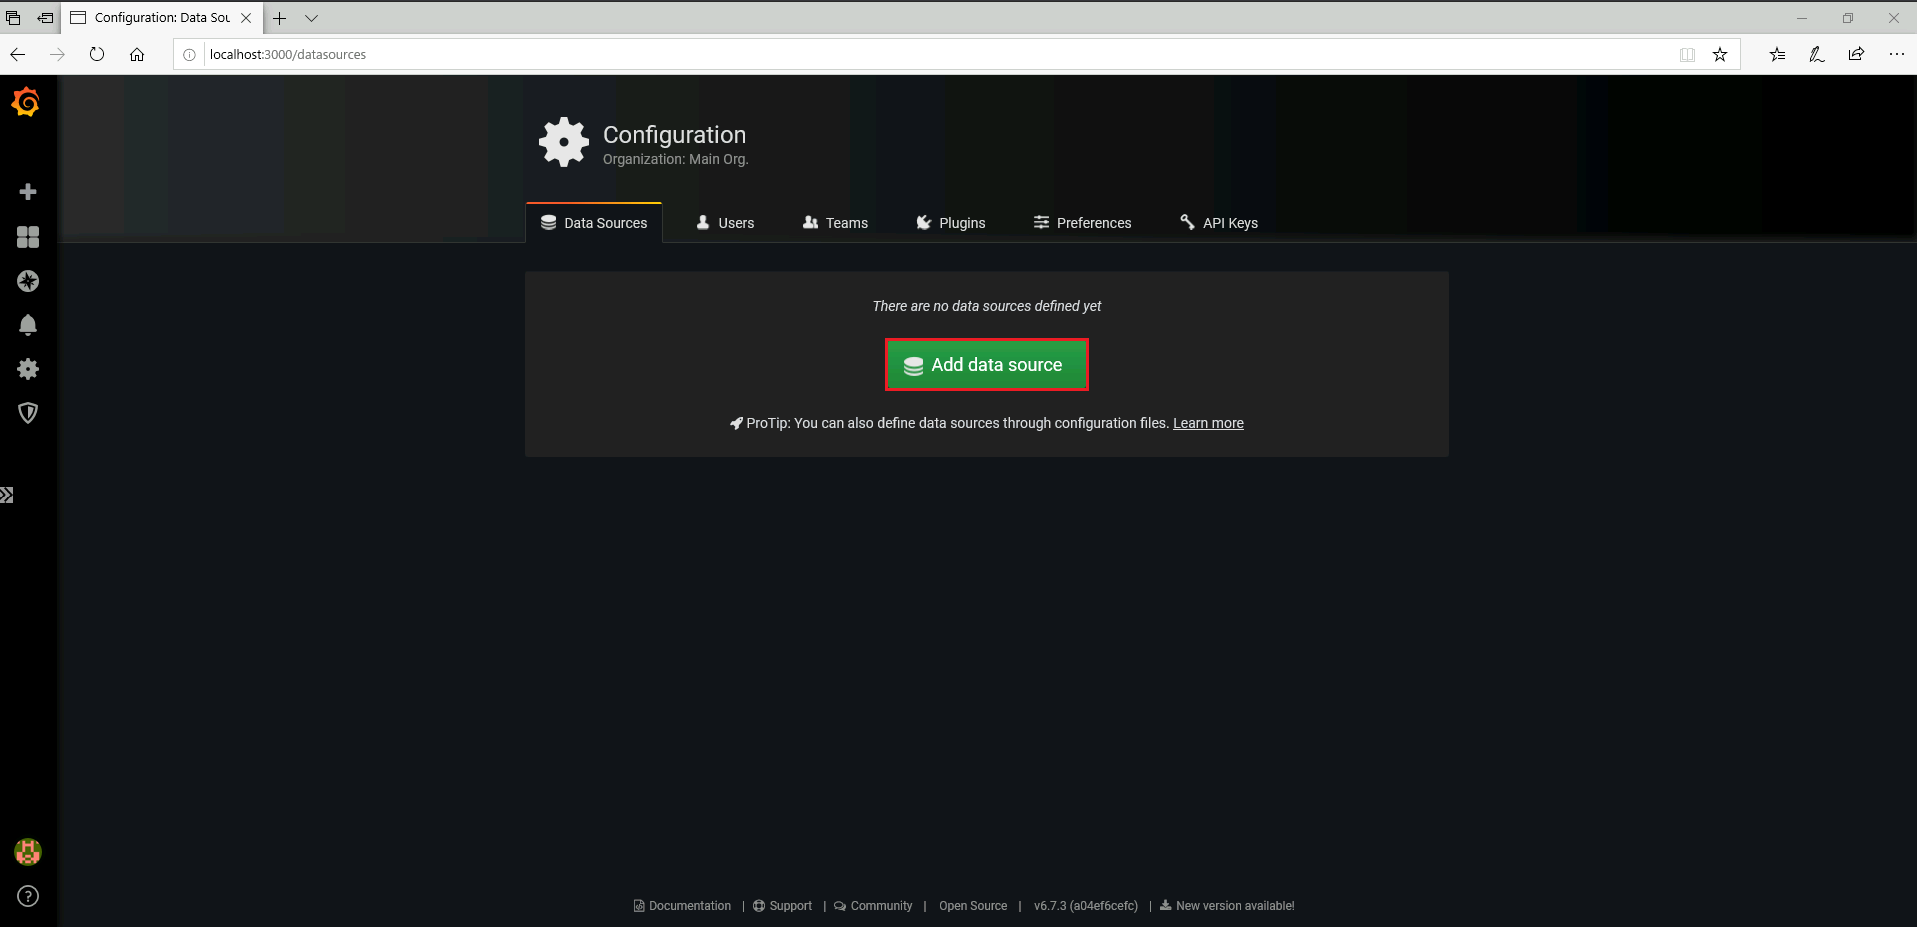 Configuration: Data Sou
localhost:3000/datasources
Configuration
Organization: Main Org.
Data Sources
Users
Teams
Plugins
Preferences
API Keys
There are no data sources defined yet
Add data source
ProTip: You can also define data sources through configuration files. Learn more
Documentation | Support | Community | Open Source | v6.7.3 (a04ef6cefc) | New version available!